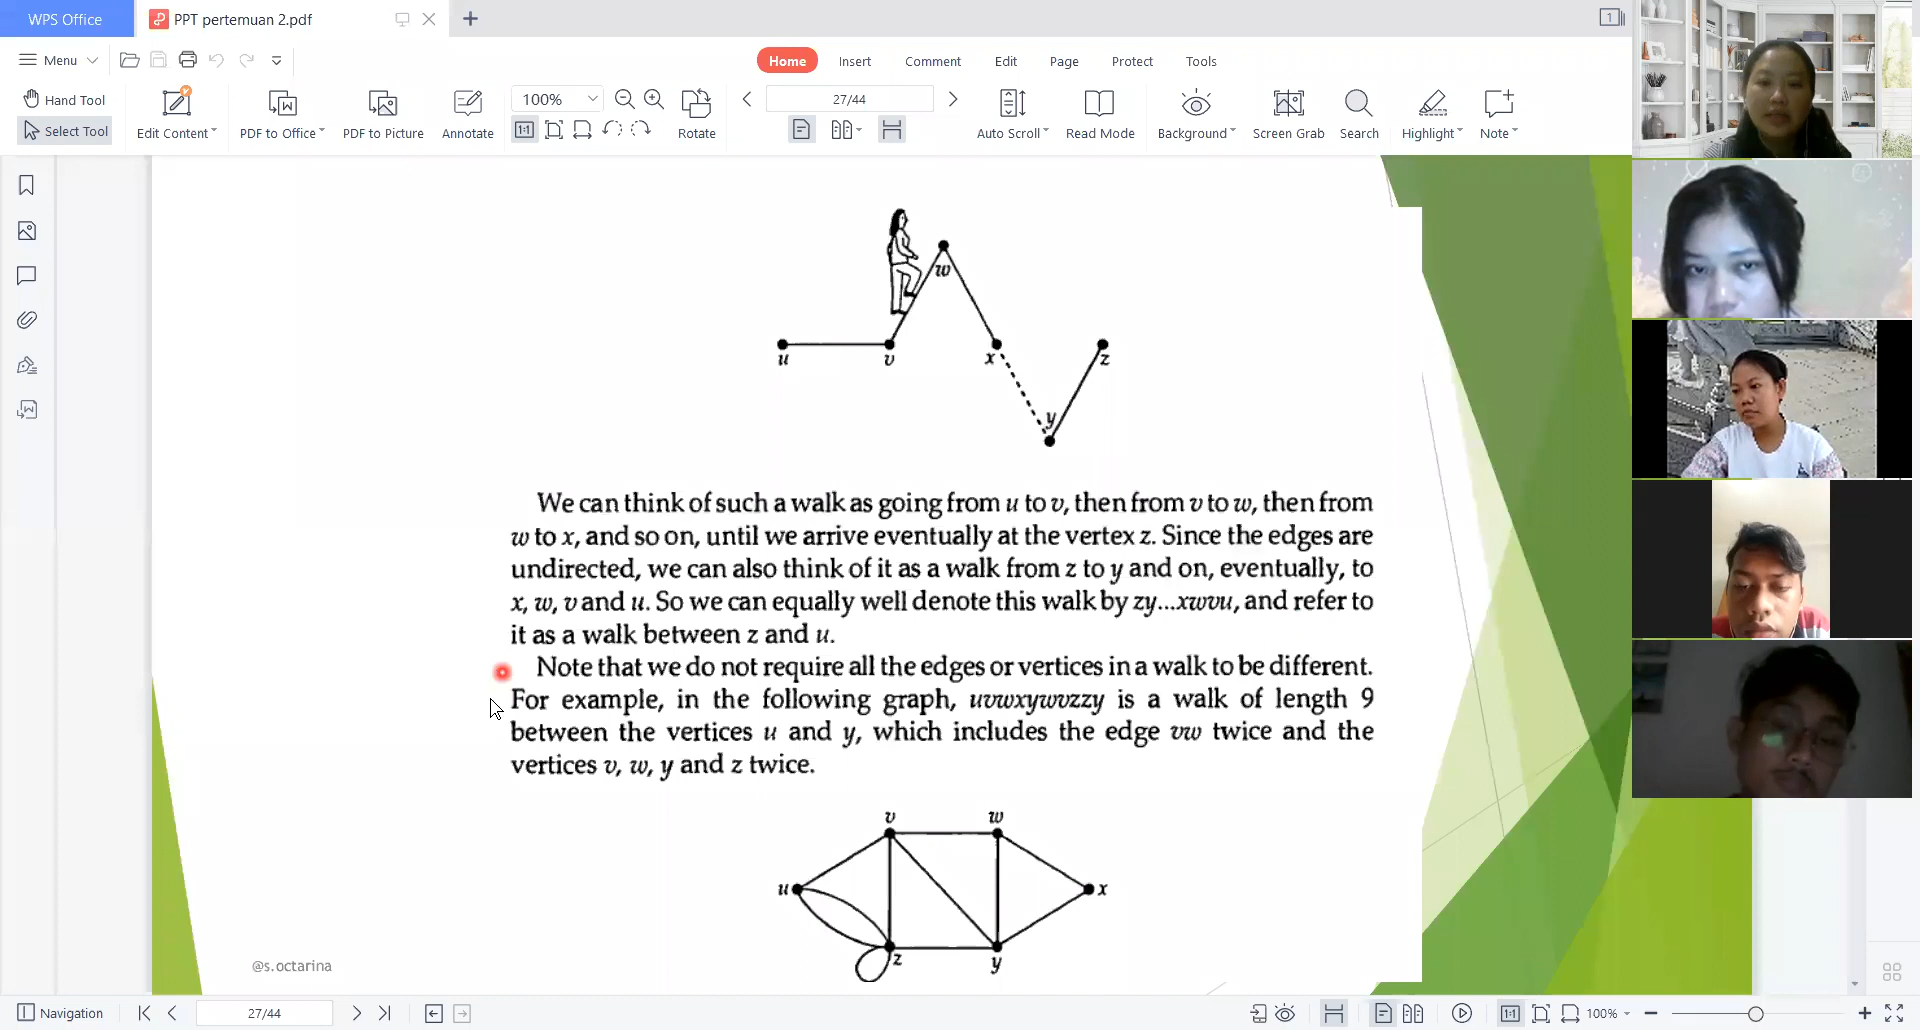 WPS Office
PPT pertemuan 2.pdf
1
Menu
Home Insert Comment Edit Page Protect Tools
Hand Tool
Select Tool
Edit Content
PDF to Office
PDF to Picture
Annotate
100%
1:1
Rotate
27/44
Auto Scroll
Read Mode
Background
Screen Grab
Search
Highlight
Note
w
u v x z
y
We can think of such a walk as going from u to v, then from v to w, then from
w to x, and so on, until we arrive eventually at the vertex z. Since the edges are
undirected, we can also think of it as a walk from z to y and on, eventually, to
x, w, v and u. So we can equally well denote this walk by zy...xwvu, and refer to
it as a walk between z and u.
Note that we do not require all the edges or vertices in a walk to be different.
For example, in the following graph, uvwxywvzzy is a walk of length 9
between the vertices u and y, which includes the edge vw twice and the
vertices v, w, y and z twice.
v w
u x
z y
@s.octarina
Navigation
27/44
1:1
100%